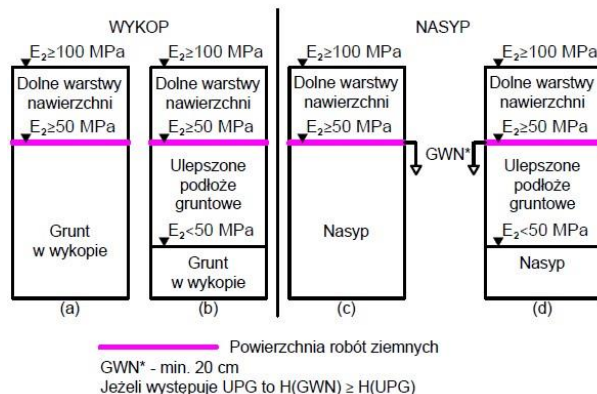 WYKOP
NASYP
E₂≥100 MPa
Dolne warstwy
nawierzchni
E₂≥50 MPa
Grunt
w wykopie
(a)
E₂≥100 MPa
Dolne warstwy
nawierzchni
E₂≥50 MPa
Ulepszone
podłoże
gruntowe
E₂<50 MPa
Grunt
w wykopie
(b)
E₂≥100 MPa
Dolne warstwy
nawierzchni
E₂≥50 MPa
Nasyp
(c)
GWN*
E₂≥100 MPa
Dolne warstwy
nawierzchni
E₂≥50 MPa
Ulepszone
podłoże
gruntowe
E₂<50 MPa
Nasyp
(d)
Powierzchnia robót ziemnych
GWN* - min. 20 cm
Jeżeli występuje UPG to H(GWN) ≥ H(UPG)